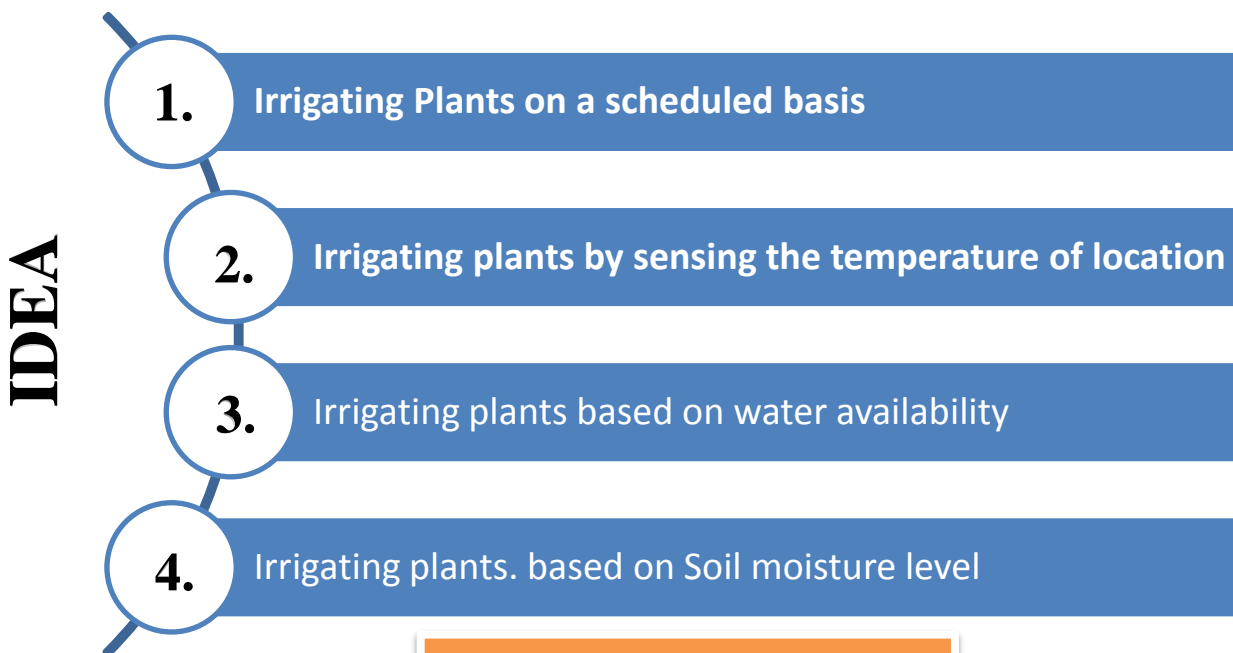 IDEA
1. Irrigating Plants on a scheduled basis
2. Irrigating plants by sensing the temperature of location
3. Irrigating plants based on water availability
4. Irrigating plants. based on Soil moisture level